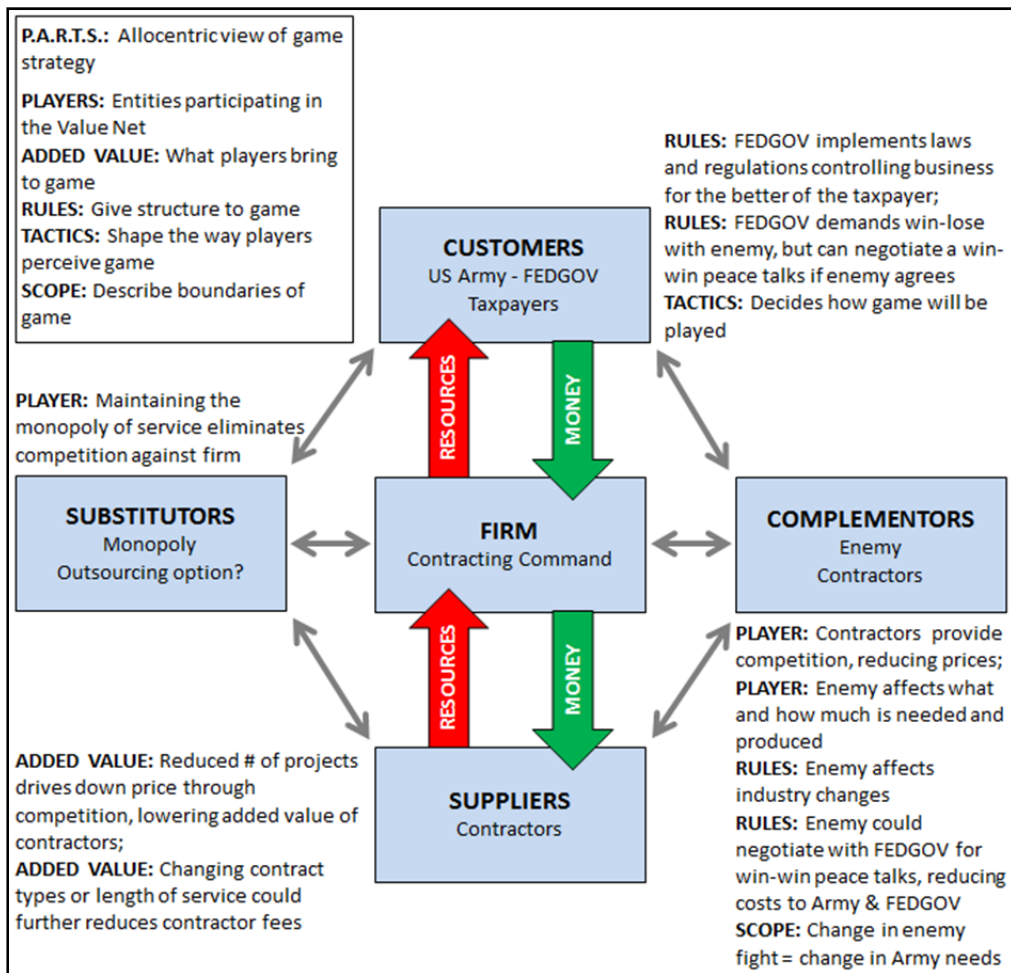 P.A.R.T.S.: Allocentric view of game
strategy
PLAYERS: Entities participating in
the Value Net
ADDED VALUE: What players bring
to game
RULES: Give structure to game
TACTICS: Shape the way players
perceive game
SCOPE: Describe boundaries of
game
RULES: FEDGOV implements laws
and regulations controlling business
for the better of the taxpayer;
RULES: FEDGOV demands win-lose
with enemy, but can negotiate a win-
win peace talks if enemy agrees
TACTICS: Decides how game will be
played
CUSTOMERS
US Army - FEDGOV
Taxpayers
RESOURCES
MONEY
PLAYER: Maintaining the
monopoly of service eliminates
competition against firm
SUBSTITUTORS
Monopoly
Outsourcing option?
FIRM
Contracting Command
COMPLEMENTORS
Enemy
Contractors
RESOURCES
MONEY
ADDED VALUE: Reduced # of projects
drives down price through
competition, lowering added value of
contractors;
ADDED VALUE: Changing contract
types or length of service could
further reduces contractor fees
SUPPLIERS
Contractors
PLAYER: Contractors provide
competition, reducing prices;
PLAYER: Enemy affects what
and how much is needed and
produced
RULES: Enemy affects
industry changes
RULES: Enemy could
negotiate with FEDGOV for
win-win peace talks, reducing
costs to Army & FEDGOV
SCOPE: Change in enemy
fight = change in Army needs